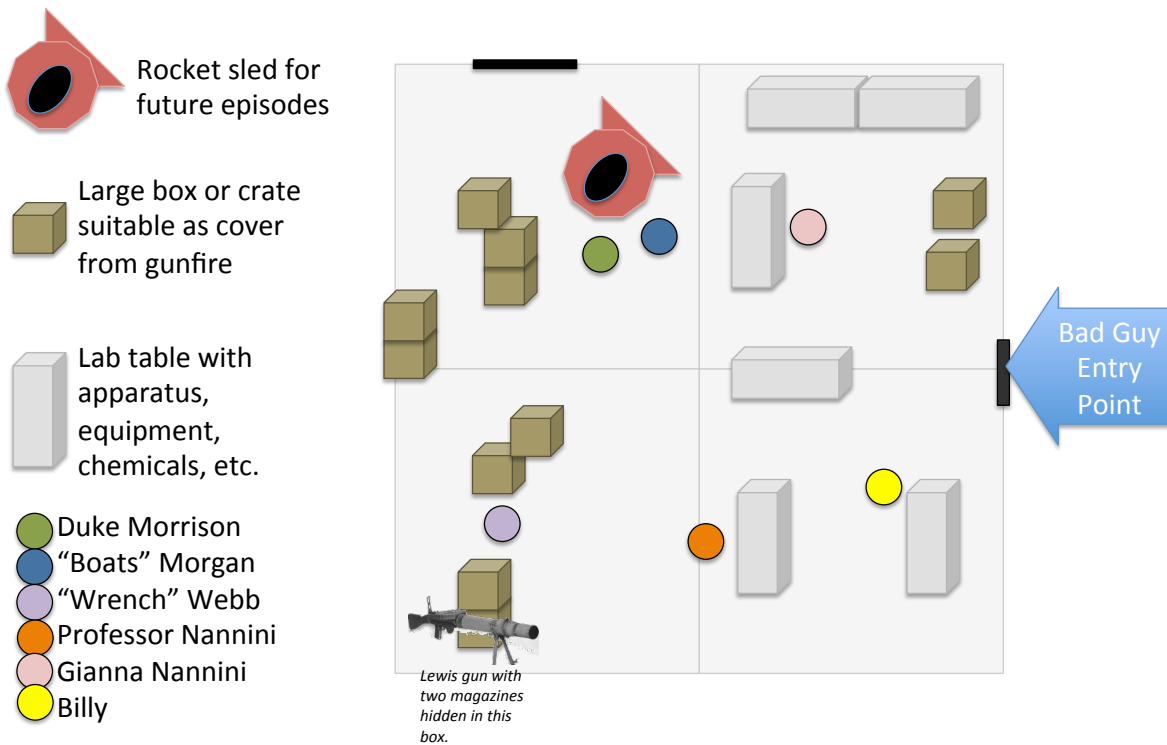 Rocket sled for
future episodes
Large box or crate
suitable as cover
from gunfire
Lab table with
apparatus,
equipment,
chemicals, etc.
Duke Morrison
“Boats” Morgan
“Wrench” Webb
Professor Nannini
Gianna Nannini
Billy
Bad Guy
Entry
Point
Lewis gun with
two magazines
hidden in this
box.